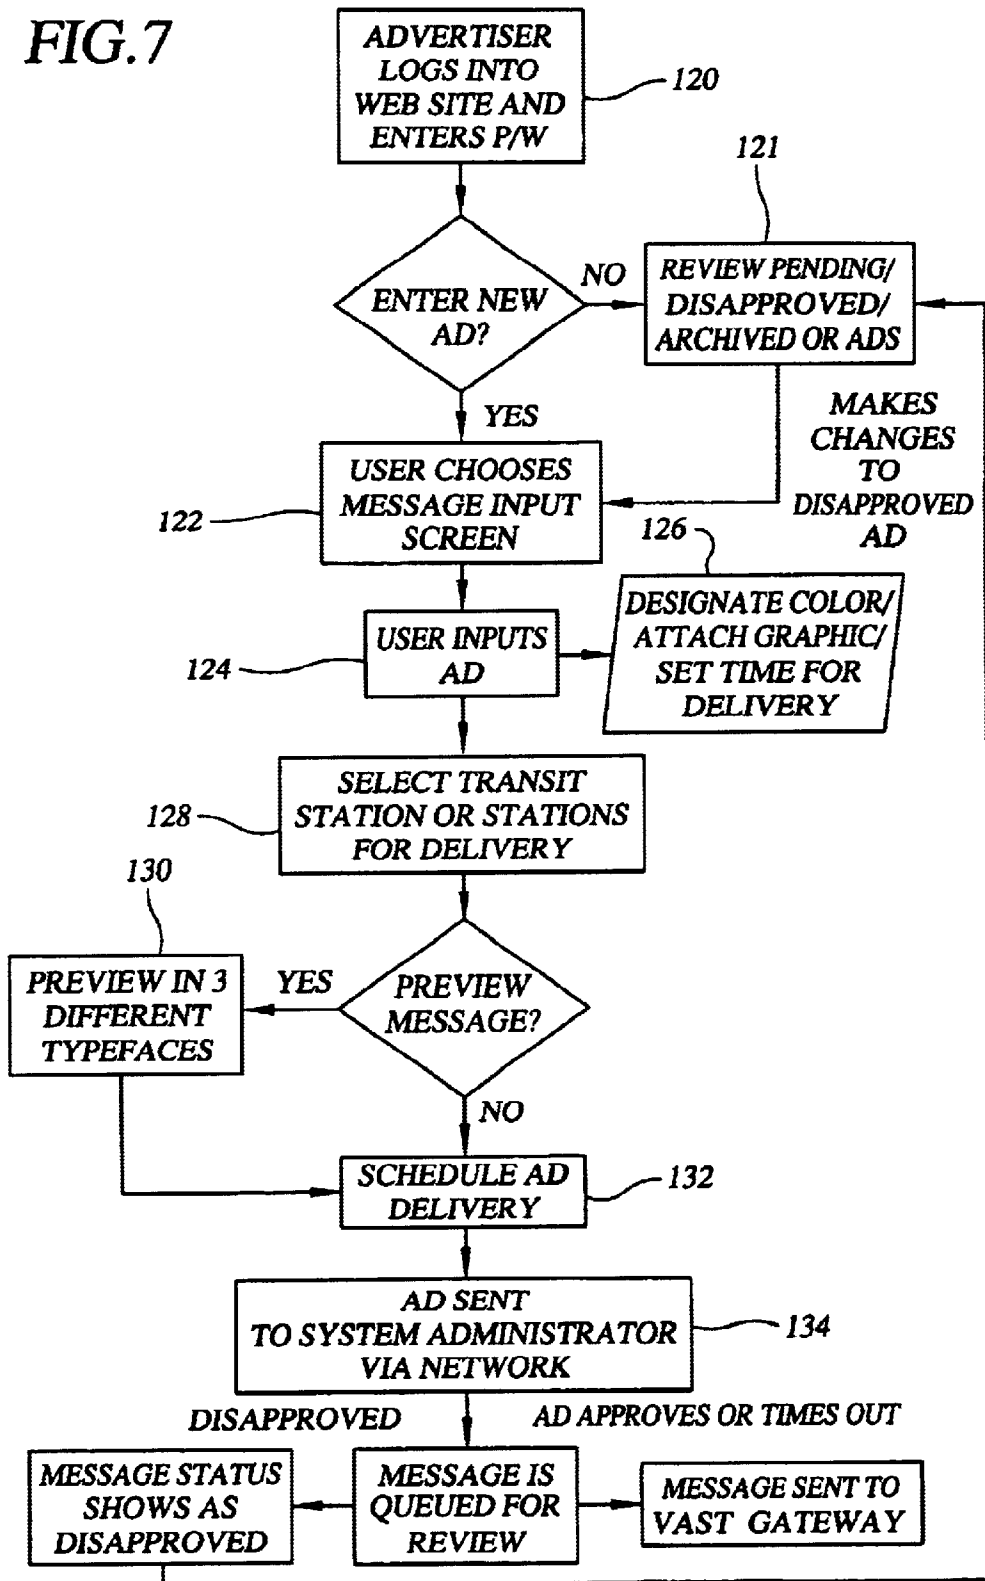 FIG.7
ADVERTISER
LOGS INTO
WEB SITE AND
ENTERS P/W
120
121
ENTER NEW
AD?
NO
REVIEW PENDING/
DISAPPROVED/
ARCHIVED OR ADS
YES
MAKES
CHANGES
TO
DISAPPROVED
AD
USER CHOOSES
MESSAGE INPUT
SCREEN
122
126
USER INPUTS
AD
124
DESIGNATE COLOR/
ATTACH GRAPHIC/
SET TIME FOR
DELIVERY
SELECT TRANSIT
STATION OR STATIONS
FOR DELIVERY
128
130
PREVIEW IN 3
DIFFERENT
TYPEFACES
YES
PREVIEW
MESSAGE?
NO
SCHEDULE AD
DELIVERY
132
AD SENT
TO SYSTEM ADMINISTRATOR
VIA NETWORK
134
DISAPPROVED
AD APPROVES OR TIMES OUT
MESSAGE STATUS
SHOWS AS
DISAPPROVED
MESSAGE IS
QUEUED FOR
REVIEW
MESSAGE SENT TO
VAST GATEWAY